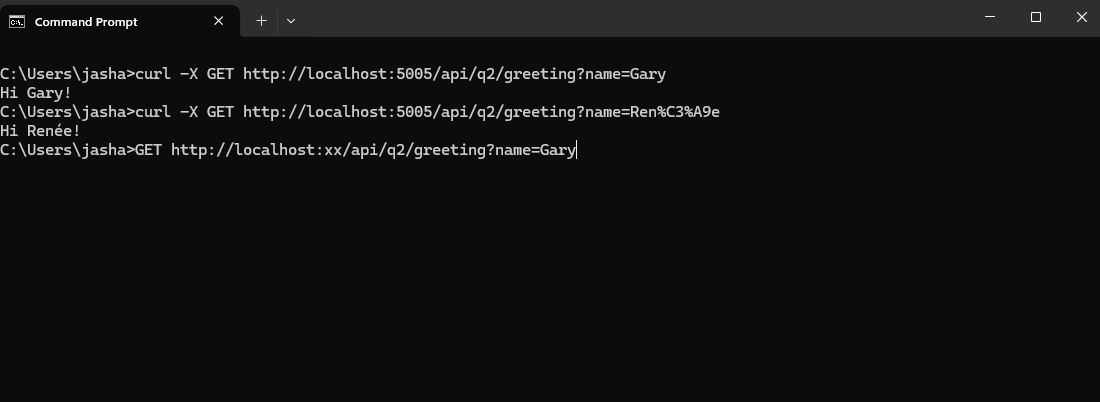 Command Prompt
C:\Users\jasha>curl -X GET http://localhost:5005/api/q2/greeting?name=Gary
Hi Gary!
C:\Users\jasha>curl -X GET http://localhost:5005/api/q2/greeting?name=Ren%C3%A9e
Hi Renée!
C:\Users\jasha>GET http://localhost:xx/api/q2/greeting?name=Gary